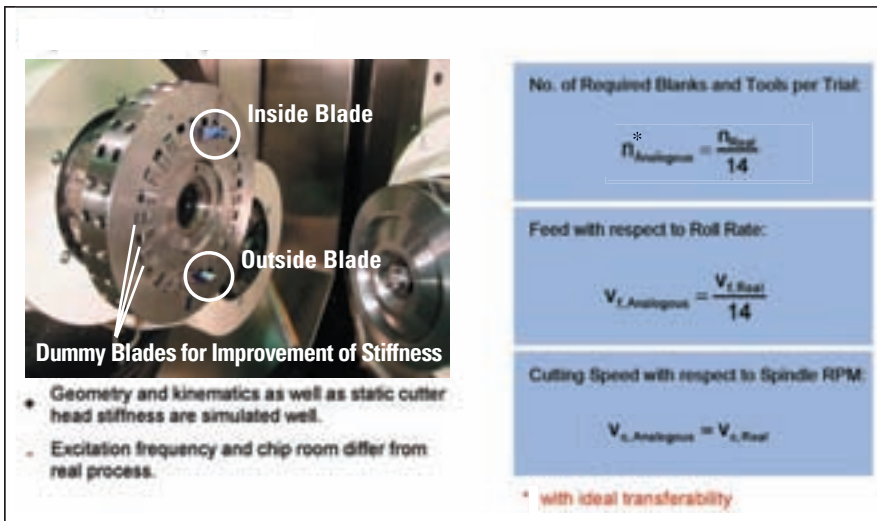 Inside Blade
Outside Blade
Dummy Blades for Improvement of Stiffness
• Geometry and kinematics as well as static cutter
head stiffness are simulated well.
- Excitation frequency and chip room differ from
real process.
No. of Required Blanks and Tools per Trial:
n*Analogous = nReal / 14
Feed with respect to Roll Rate:
vf, Analogous = vf, Real / 14
Cutting Speed with respect to Spindle RPM:
vc, Analogous = vc, Real
* with ideal transferability